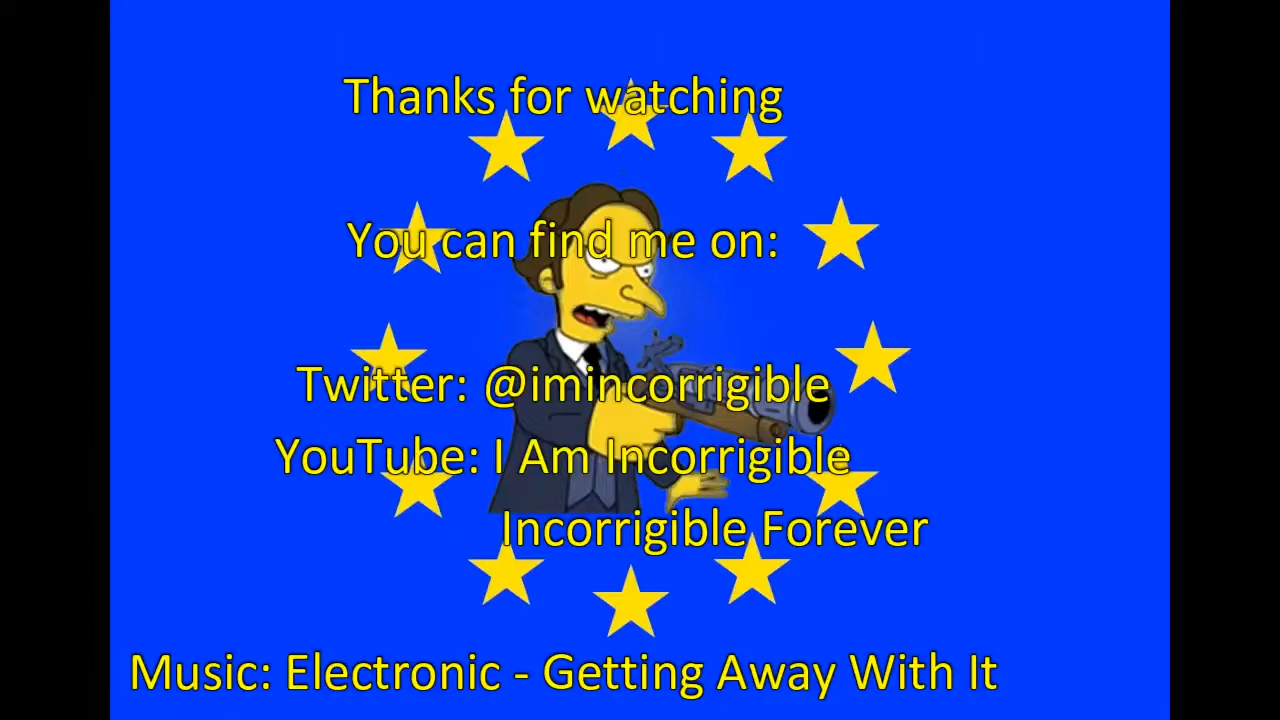 Thanks for watching
You can find me on:
Twitter: @imincorrigible
YouTube: I Am Incorrigible
Incorrigible Forever
Music: Electronic - Getting Away With It